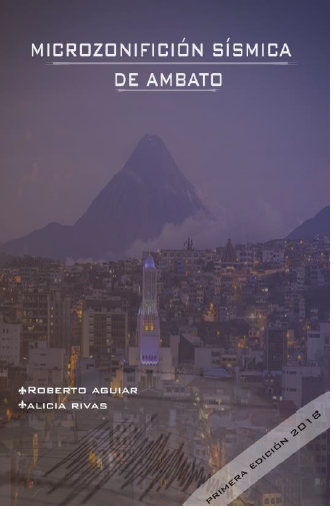 MICROZONIFICIÓN SÍSMICA
DE AMBATO
ROBERTO AGUIAR
ALICIA RIVAS
PRIMERA EDICIÓN 2018